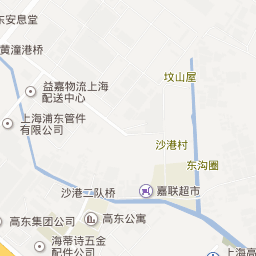 东安息堂
黄潼港桥
坟山屋
益嘉物流上海
配送中心
上海浦东管件
有限公司
沙港村
东沟圈
沙港二队桥
嘉联超市
高东集团公司
高东公寓
上海高
海蒂诗五金
配件公司